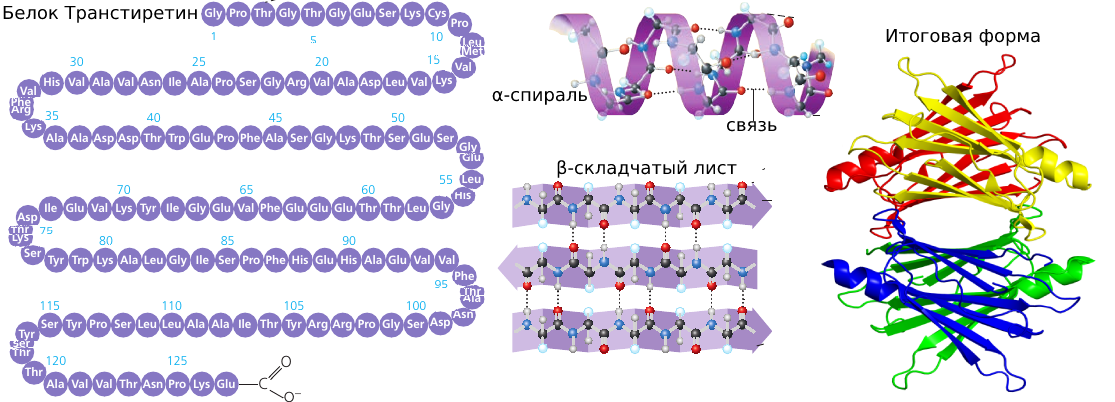 Белок Транстиретин
Gly Pro Thr Gly Thr Gly Glu Ser Lys Cys
Pro
Leu
Met
Val
1 5 10
30 25 20 15
His Val Ala Val Asn Ile Ala Pro Ser Gly Arg Val Ala Asp Leu Val Lys
Val
Phe
Arg
Lys
35 40 45 50
Ala Ala Asp Asp Thr Trp Glu Pro Phe Ala Ser Gly Lys Thr Ser Glu Ser
Gly
Glu
Leu
His
70 65 60 55
Ile Glu Val Lys Tyr Ile Gly Glu Val Phe Glu Glu Glu Thr Thr Leu Gly
Asp
Thr
Lys
Ser
75 80 85 90
Tyr Trp Lys Ala Leu Gly Ile Ser Pro Phe His Glu His Ala Glu Val Val
95
Phe
Thr
Ala
Asn
115 110 105 100
Ser Tyr Pro Ser Leu Leu Ala Ala Ile Thr Tyr Arg Arg Pro Gly Ser Asp
Tyr
Ser
Thr
Thr
120 125
Ala Val Val Thr Asn Pro Lys Glu
C
O
O−
α-спираль
связь
β-складчатый лист
Итоговая форма